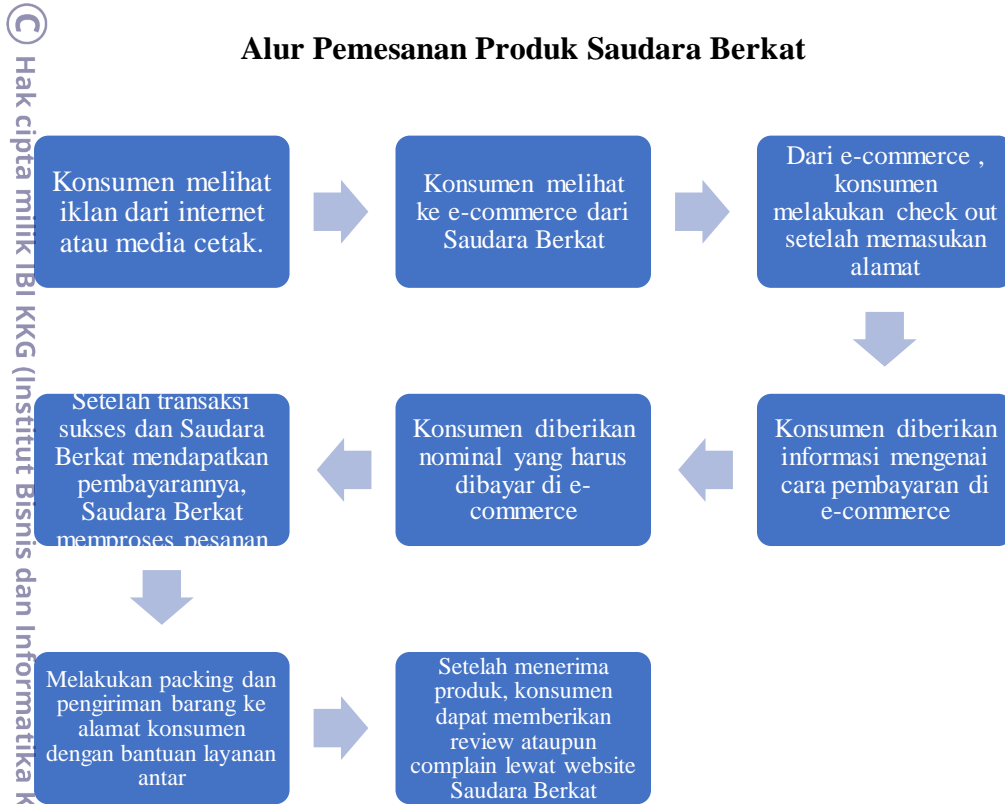 Alur Pemesanan Produk Saudara Berkat
Konsumen melihat
iklan dari internet
atau media cetak.
Konsumen melihat
ke e-commerce dari
Saudara Berkat
Dari e-commerce ,
konsumen
melakukan check out
setelah memasukan
alamat
Konsumen diberikan
informasi mengenai
cara pembayaran di
e-commerce
Konsumen diberikan
nominal yang harus
dibayar di e-
commerce
Setelah transaksi
sukses dan Saudara
Berkat mendapatkan
pembayarannya,
Saudara Berkat
memproses pesanan
Melakukan packing dan
pengiriman barang ke
alamat konsumen
dengan bantuan layanan
antar
Setelah menerima
produk, konsumen
dapat memberikan
review ataupun
complain lewat website
Saudara Berkat
© Hak cipta milik IBI KKG (Institut Bisnis dan Informatika K